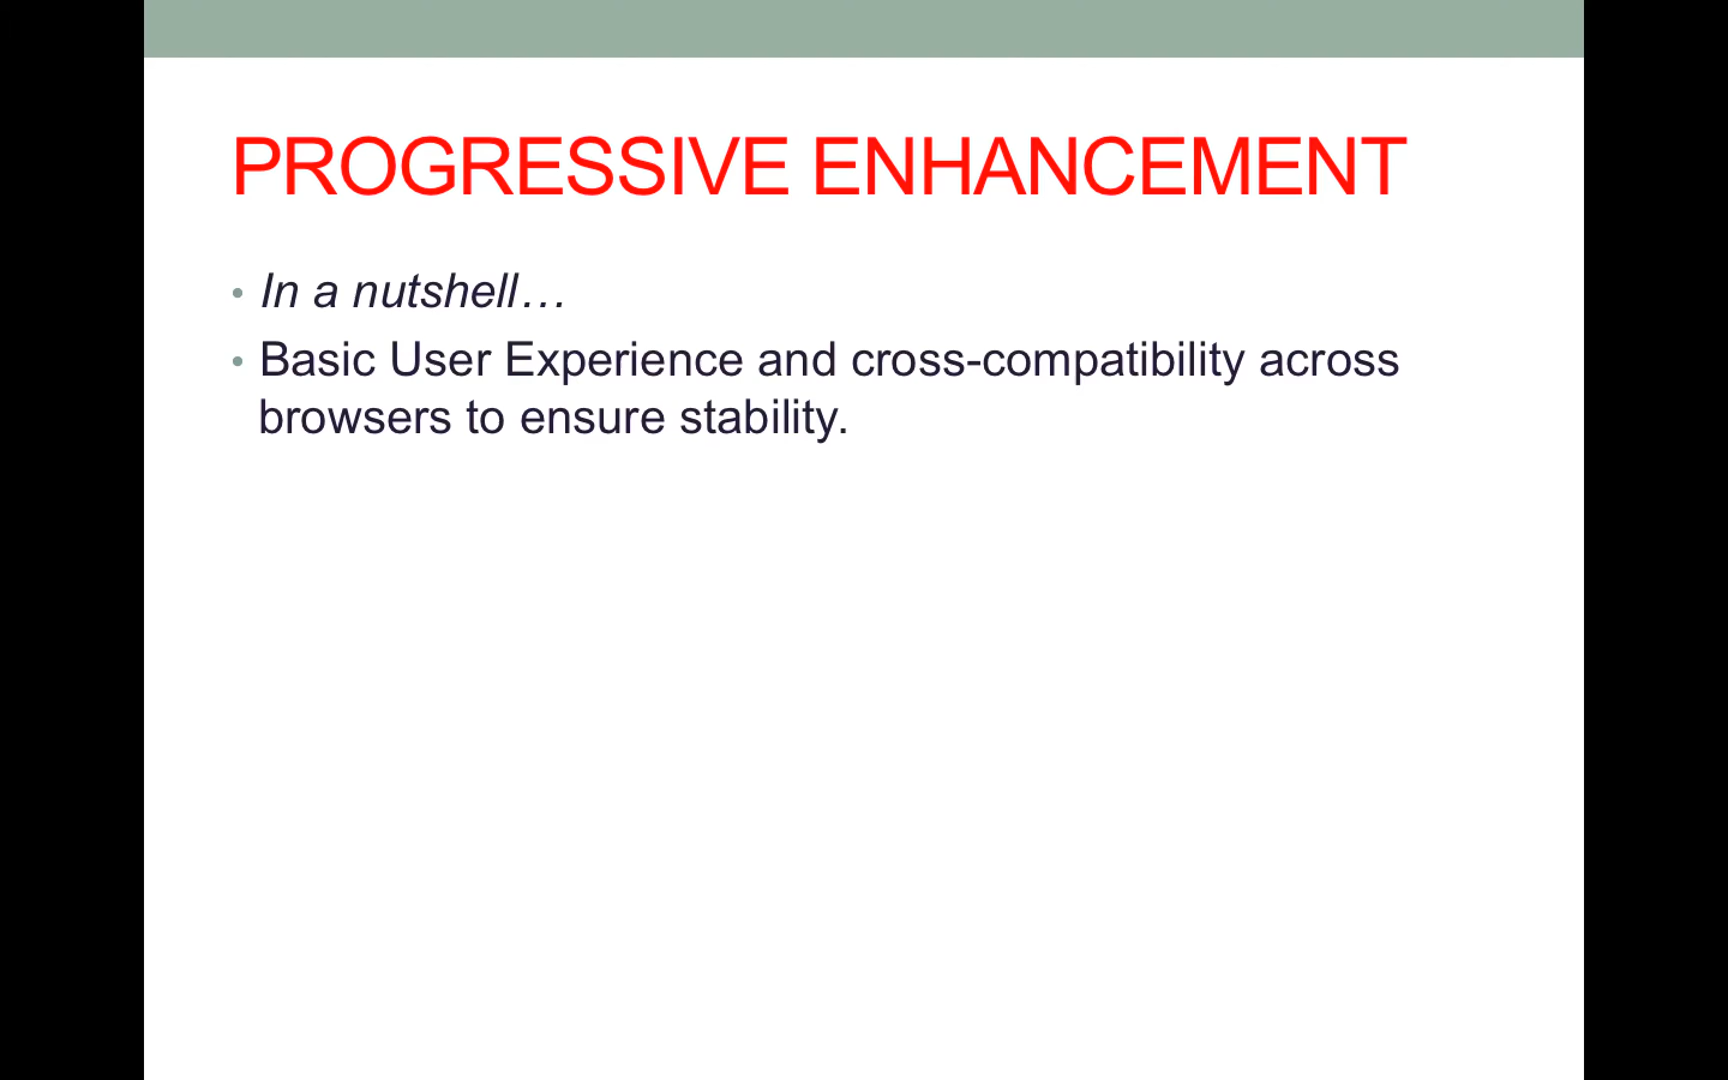 PROGRESSIVE ENHANCEMENT
• In a nutshell…
• Basic User Experience and cross-compatibility across
browsers to ensure stability.